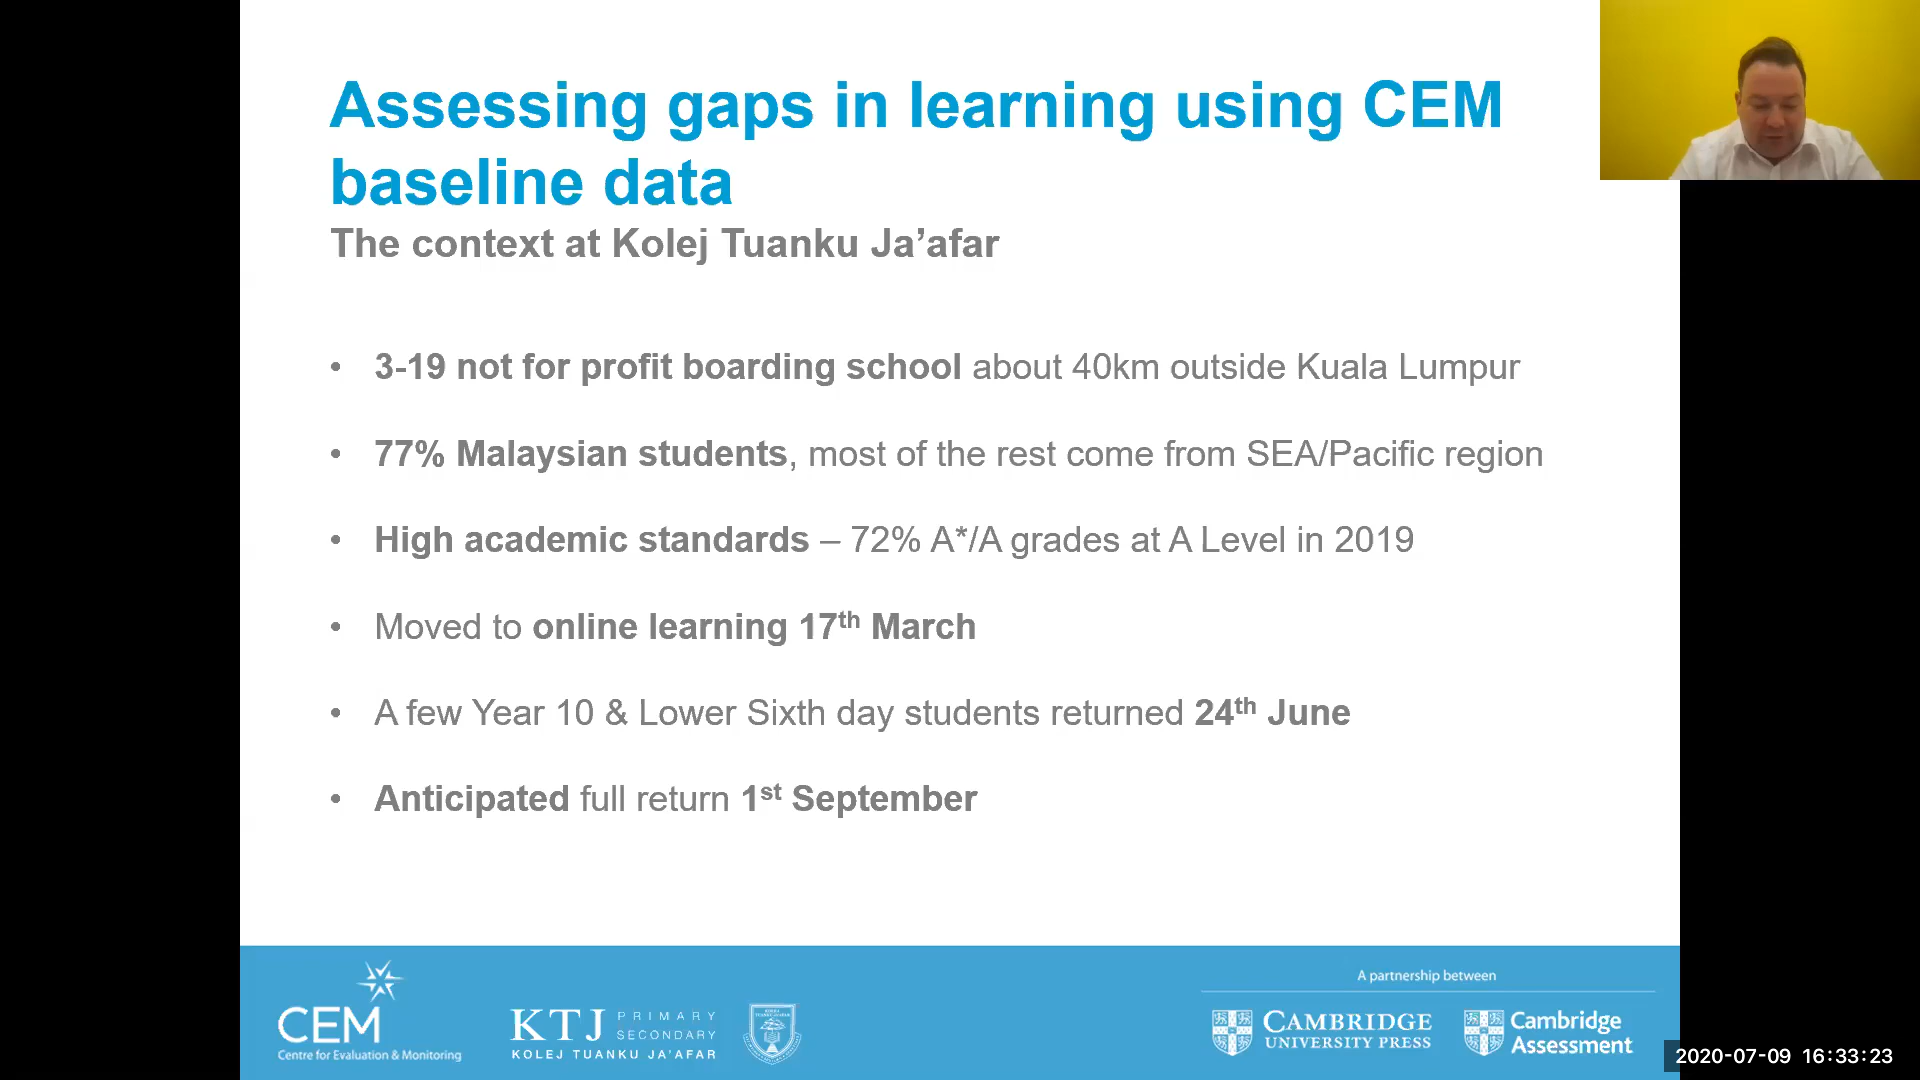 Assessing gaps in learning using CEM
baseline data
The context at Kolej Tuanku Ja’afar
• 3-19 not for profit boarding school about 40km outside Kuala Lumpur
• 77% Malaysian students, most of the rest come from SEA/Pacific region
• High academic standards – 72% A*/A grades at A Level in 2019
• Moved to online learning 17th March
• A few Year 10 & Lower Sixth day students returned 24th June
• Anticipated full return 1st September
CEM
Centre for Evaluation & Monitoring
KTJ
PRIMARY
SECONDARY
KOLEJ TUANKU JA’AFAR
A partnership between
CAMBRIDGE
UNIVERSITY PRESS
Cambridge
Assessment
2020-07-09 16:33:23